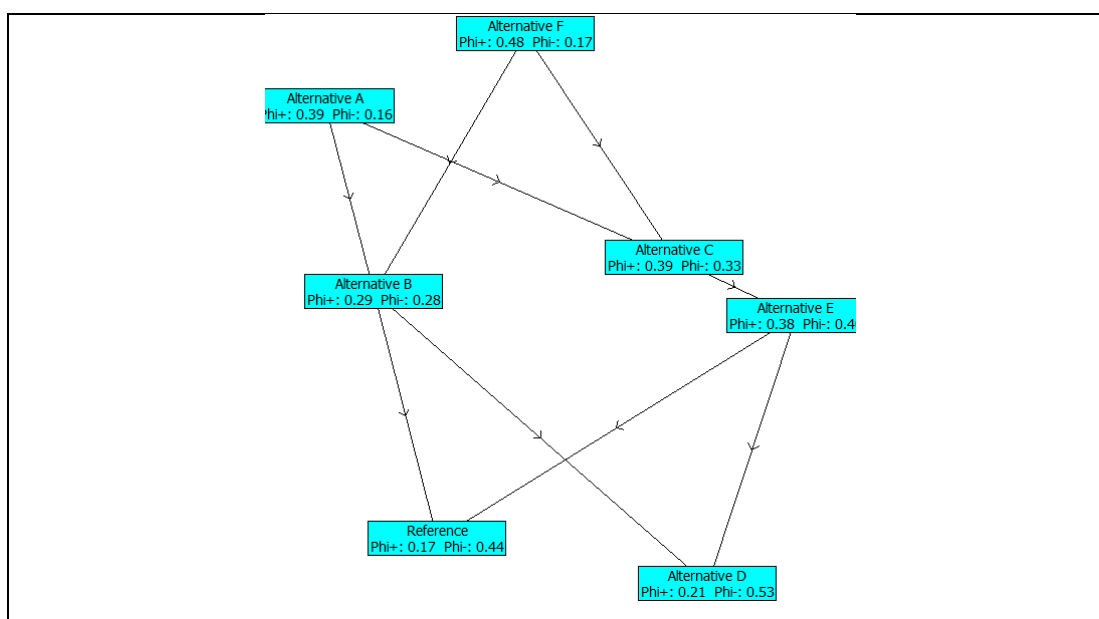 Alternative F
Phi+: 0.48 Phi-: 0.17
Alternative A
Phi+: 0.39 Phi-: 0.16
Alternative C
Phi+: 0.39 Phi-: 0.33
Alternative B
Phi+: 0.29 Phi-: 0.28
Alternative E
Phi+: 0.38 Phi-:
Reference
Phi+: 0.17 Phi-: 0.44
Alternative D
Phi+: 0.21 Phi-: 0.53